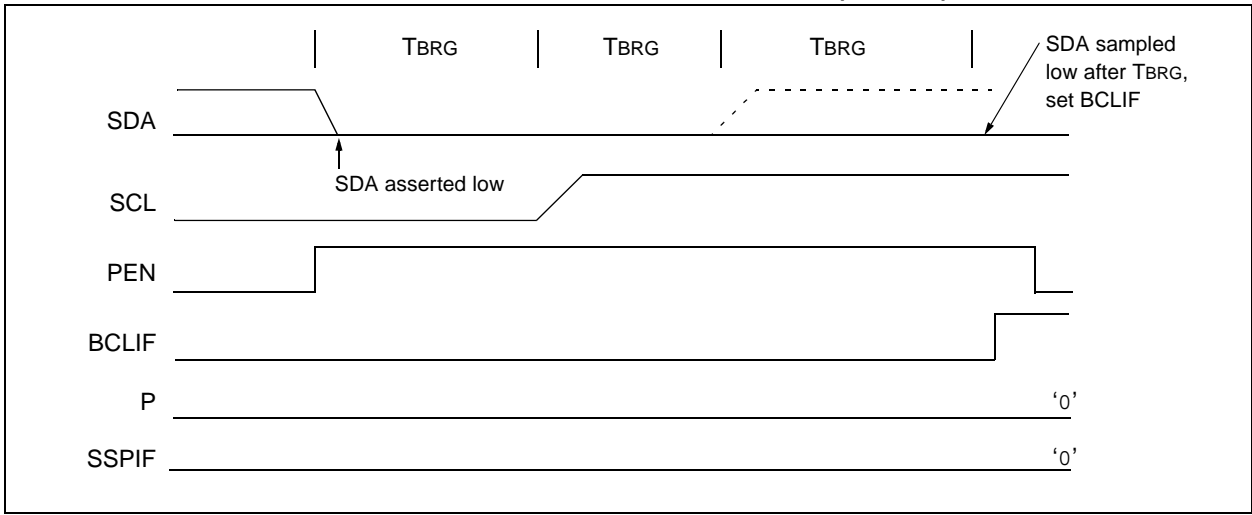 TBRG TBRG TBRG
SDA sampled
low after TBRG,
set BCLIF
SDA
SDA asserted low
SCL
PEN
BCLIF
P
‘0’
SSPIF
‘0’